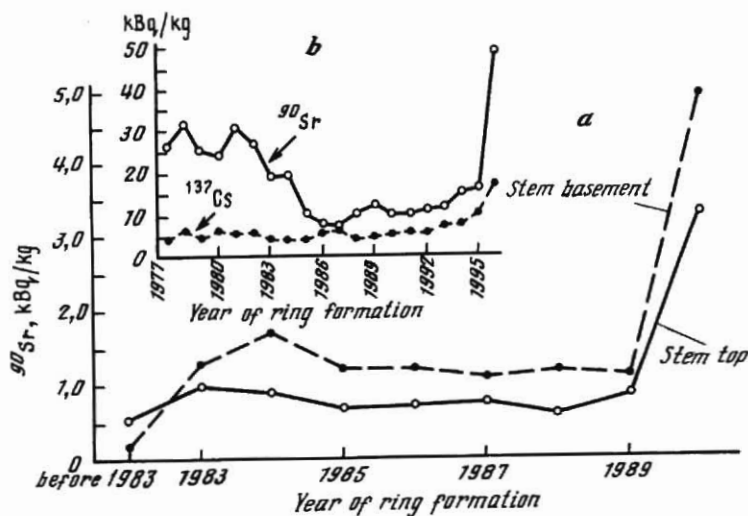 kBq/kg
b
50
40
30
20
10
0
⁹⁰Sr
¹³⁷Cs
1977
1980
1983
1986
1989
1992
1995
Year of ring formation
a
5,0
4,0
3,0
2,0
1,0
0
⁹⁰Sr, kBq/kg
Stem basement
Stem top
before 1983
1983
1985
1987
1989
Year of ring formation